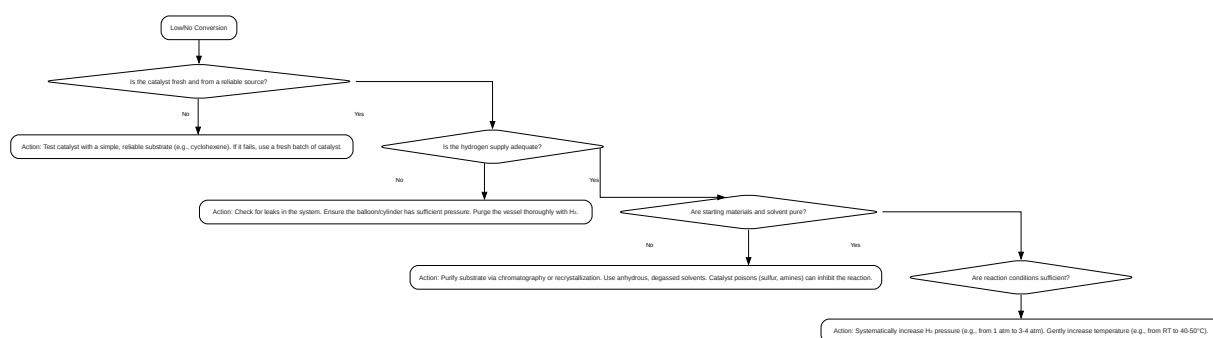 Low/No Conversion
Is the catalyst fresh and from a reliable source?
No
Yes
Action: Test catalyst with a simple, reliable substrate (e.g., cyclohexene). If it fails, use a fresh batch of catalyst.
Is the hydrogen supply adequate?
No
Yes
Action: Check for leaks in the system. Ensure the balloon/cylinder has sufficient pressure. Purge the vessel thoroughly with H₂.
Are starting materials and solvent pure?
No
Yes
Action: Purify substrate via chromatography or recrystallization. Use anhydrous, degassed solvents. Catalyst poisons (sulfur, amines) can inhibit the reaction.
Are reaction conditions sufficient?
Action: Systematically increase H₂ pressure (e.g., from 1 atm to 3-4 atm). Gently increase temperature (e.g., from RT to 40-50°C).